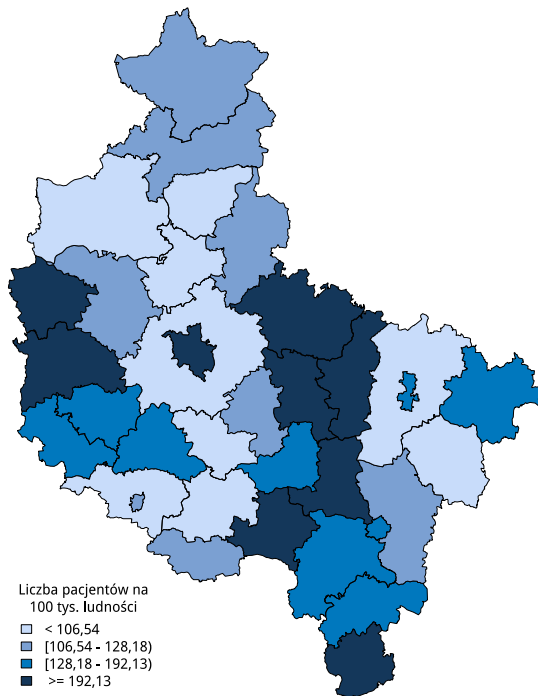 Liczba pacjentów na
100 tys. ludności
< 106,54
[106,54 - 128,18)
[128,18 - 192,13)
>= 192,13